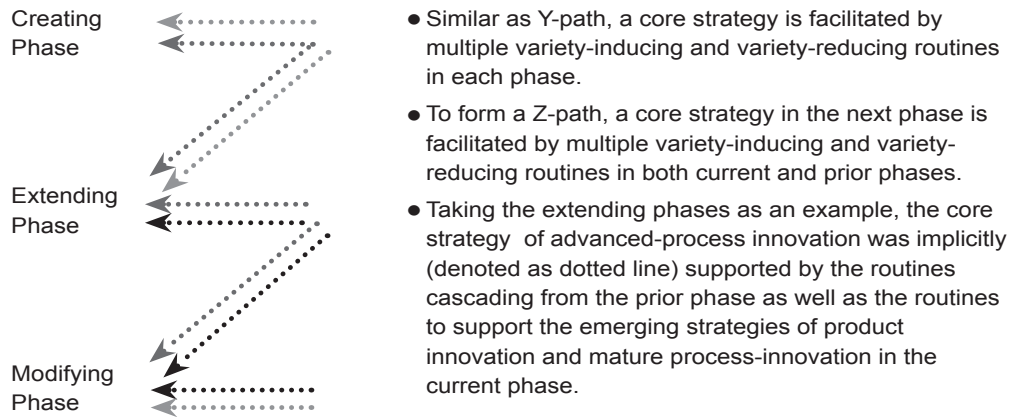 Creating
Phase
Extending
Phase
Modifying
Phase
● Similar as Y-path, a core strategy is facilitated by
multiple variety-inducing and variety-reducing routines
in each phase.
● To form a Z-path, a core strategy in the next phase is
facilitated by multiple variety-inducing and variety-
reducing routines in both current and prior phases.
● Taking the extending phases as an example, the core
strategy of advanced-process innovation was implicitly
(denoted as dotted line) supported by the routines
cascading from the prior phase as well as the routines
to support the emerging strategies of product
innovation and mature process-innovation in the
current phase.